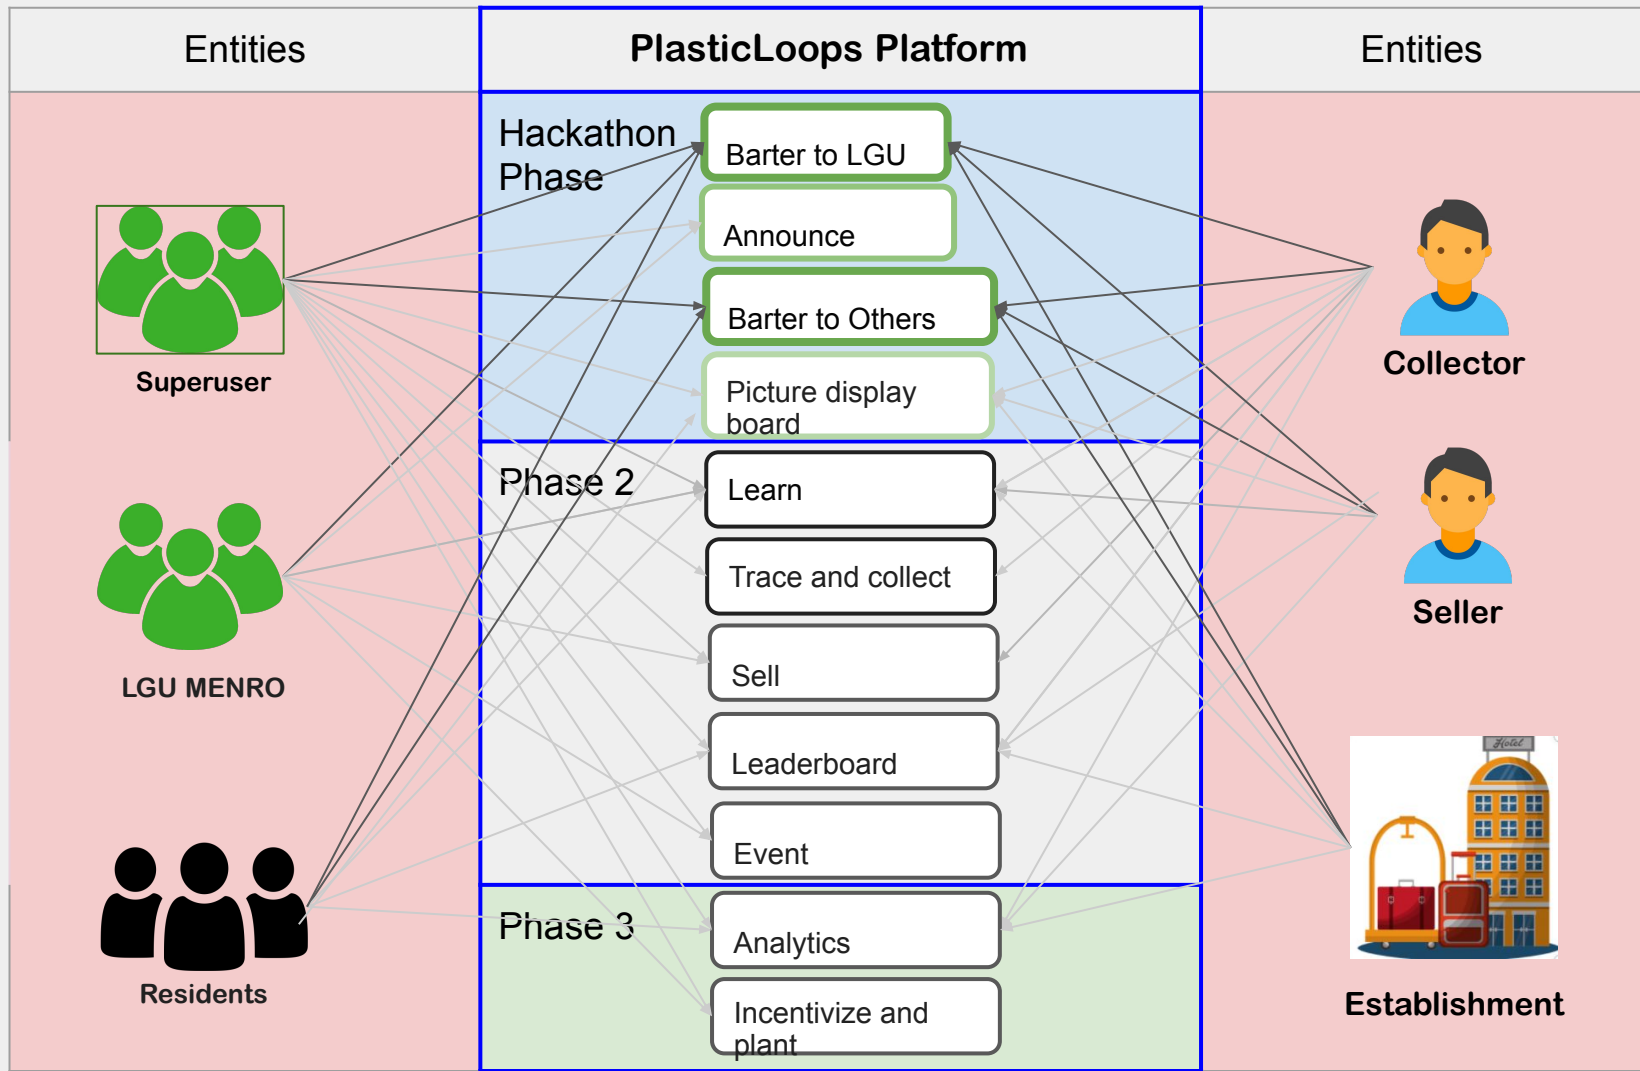 Entities
PlasticLoops Platform
Entities
Hackathon
Phase
Barter to LGU
Announce
Barter to Others
Picture display
board
Phase 2
Learn
Trace and collect
Sell
Leaderboard
Event
Phase 3
Analytics
Incentivize and
plant
Superuser
LGU MENRO
Residents
Collector
Seller
Hotel
Establishment